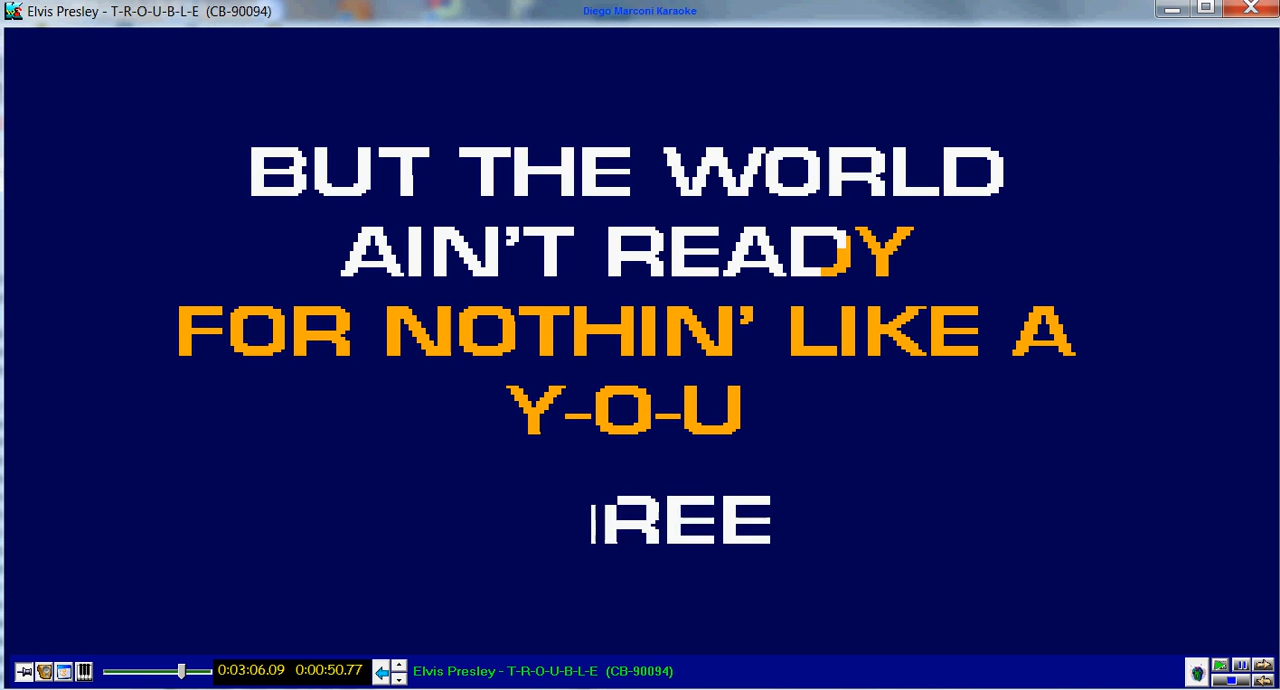 Elvis Presley - T-R-O-U-B-L-E (CB-90094)
Diego Marconi Karaoke
BUT THE WORLD
AIN'T READY
FOR NOTHIN' LIKE A
Y-O-U
REE
0:03:06.09 0:00:50.77
Elvis Presley - T-R-O-U-B-L-E (CB-90094)